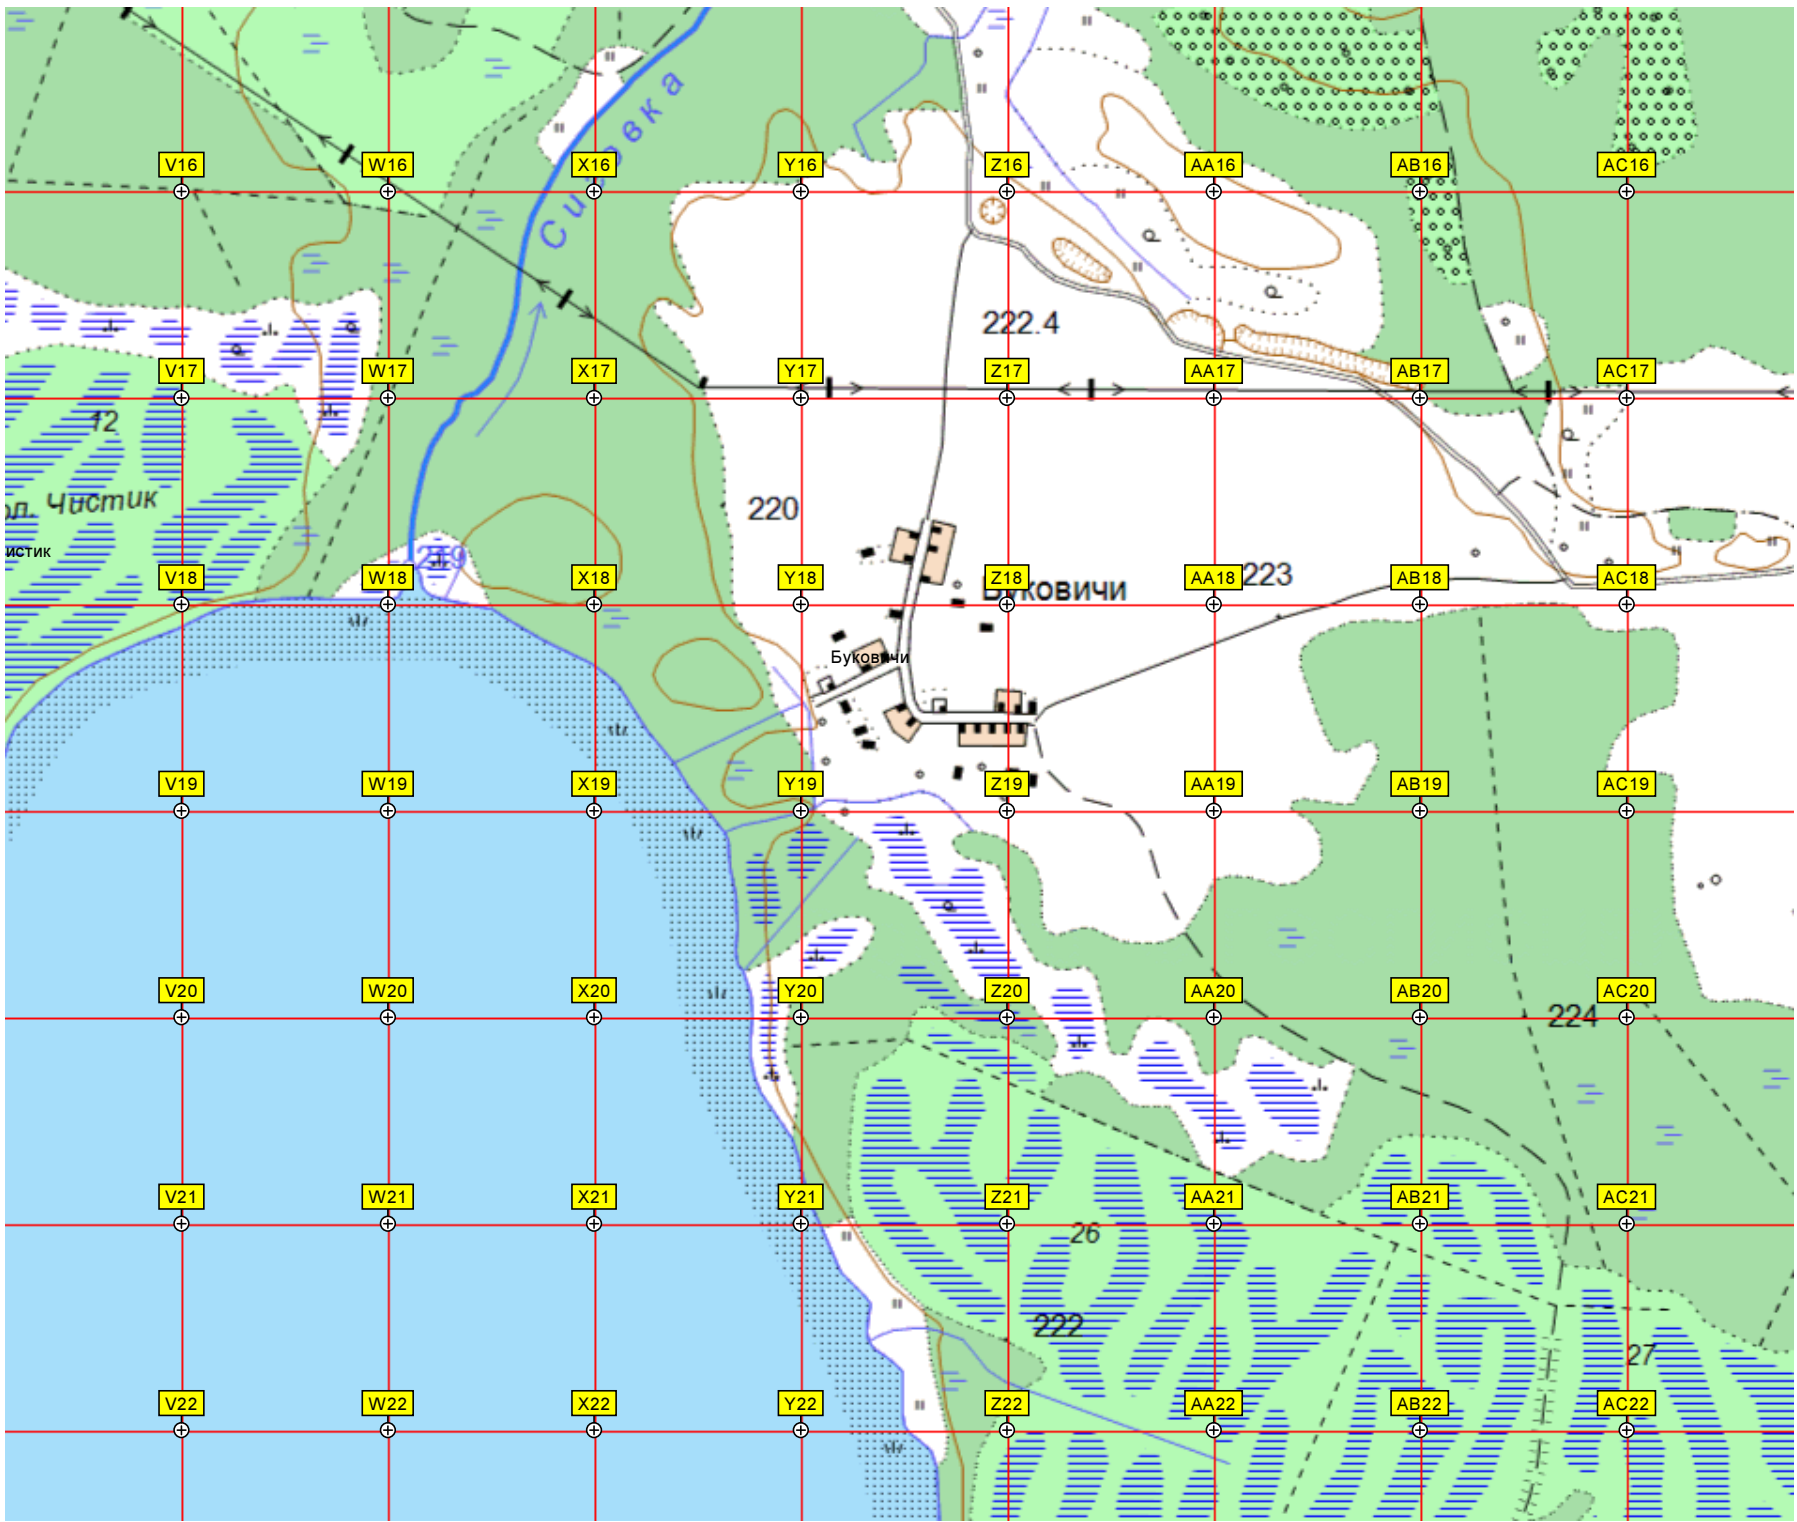 Сировка
V16 W16 X16 Y16 Z16 AA16 AB16 AC16
222.4
V17 W17 X17 Y17 Z17 AA17 AB17 AC17
12
ол. Чистик
220
истик
219
V18 W18 X18 Y18 Z18 AA18 223 AB18 AC18
Буковичи
Буковичи
V19 W19 X19 Y19 Z19 AA19 AB19 AC19
V20 W20 X20 Y20 Z20 AA20 AB20 AC20
224
V21 W21 X21 Y21 Z21 AA21 AB21 AC21
26
222
27
V22 W22 X22 Y22 Z22 AA22 AB22 AC22